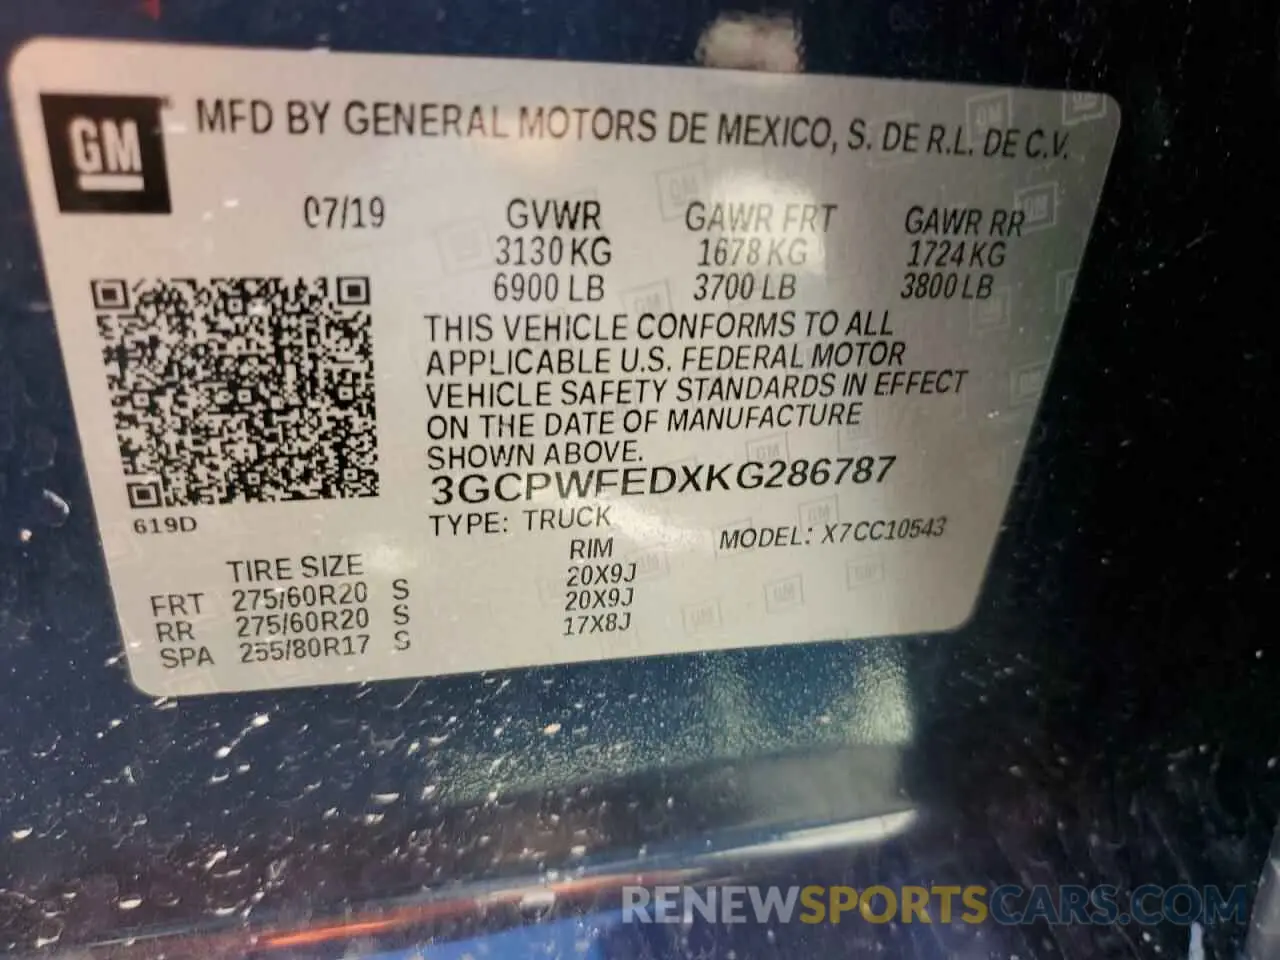 GM
MFD BY GENERAL MOTORS DE MEXICO, S. DE R.L. DE C.V.
07/19 GVWR GAWR FRT GAWR RR
3130 KG 1678 KG 1724 KG
6900 LB 3700 LB 3800 LB
THIS VEHICLE CONFORMS TO ALL
APPLICABLE U.S. FEDERAL MOTOR
VEHICLE SAFETY STANDARDS IN EFFECT
ON THE DATE OF MANUFACTURE
SHOWN ABOVE.
3GCPWFEDXKG286787
619D TYPE: TRUCK MODEL: X7CC10543
TIRE SIZE RIM
FRT 275/60R20 S 20X9J
RR 275/60R20 S 20X9J
SPA 255/80R17 S 17X8J
RENEWSPORTSCARS.COM